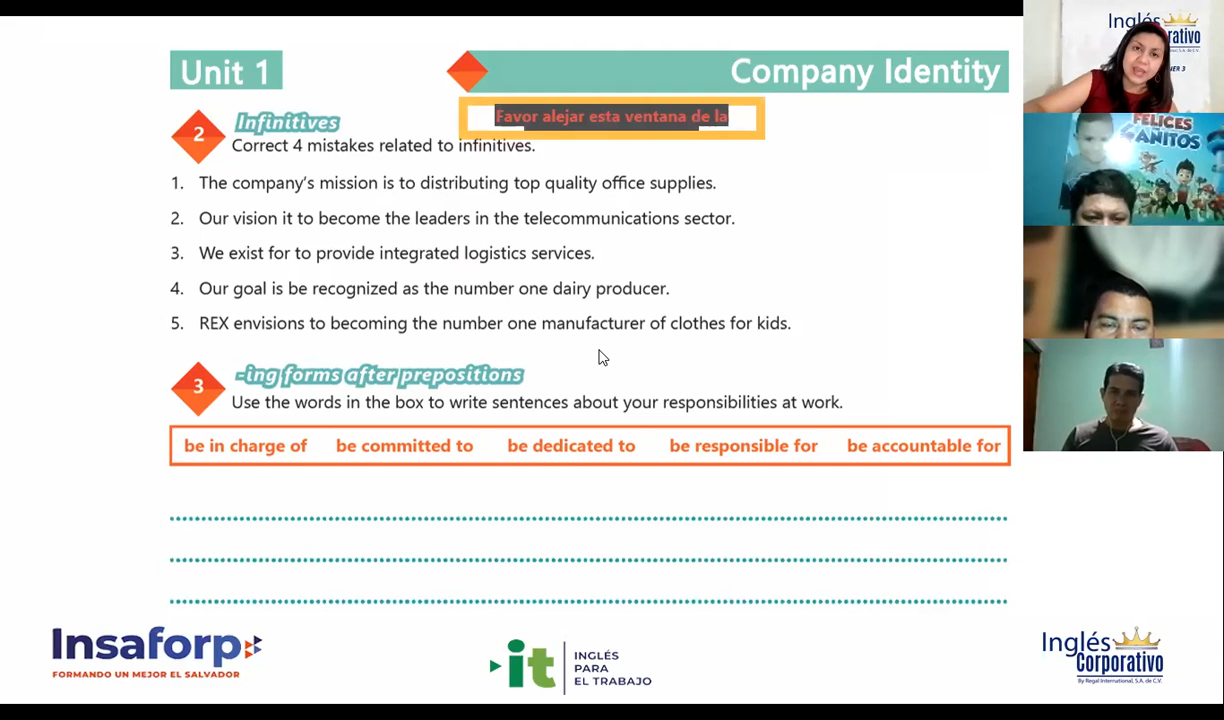 Unit 1
Company Identity
Favor alejar esta ventana de la
2
Infinitives
Correct 4 mistakes related to infinitives.
1. The company's mission is to distributing top quality office supplies.
2. Our vision it to become the leaders in the telecommunications sector.
3. We exist for to provide integrated logistics services.
4. Our goal is be recognized as the number one dairy producer.
5. REX envisions to becoming the number one manufacturer of clothes for kids.
3
-ing forms after prepositions
Use the words in the box to write sentences about your responsibilities at work.
be in charge of be committed to be dedicated to be responsible for be accountable for
Insaforp
FORMANDO UN MEJOR EL SALVADOR
it
INGLÉS
PARA
EL TRABAJO
Inglés
Corporativo
By Regal International, S.A. de C.V.
Inglés
rativo
NER 3
FELICES
AÑITOS